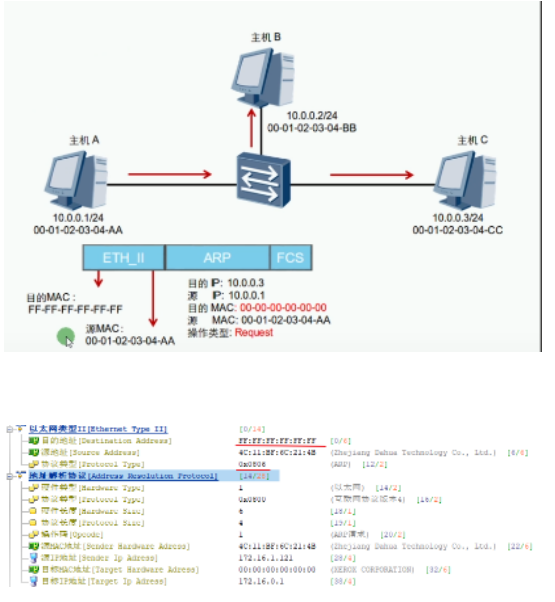 主机 B
10.0.0.2/24
00-01-02-03-04-BB
主机 A
主机 C
10.0.0.1/24
00-01-02-03-04-AA
10.0.0.3/24
00-01-02-03-04-CC
ETH_II ARP FCS
目的MAC :
FF-FF-FF-FF-FF-FF
源MAC:
00-01-02-03-04-AA
目的 IP: 10.0.0.3
源 IP: 10.0.0.1
目的 MAC: 00-00-00-00-00-00
源 MAC: 00-01-02-03-04-AA
操作类型: Request
以太网类型II[Ethernet Type II] [0/14]
目的地址[Destination Address] FF:FF:FF:FF:FF:FF [0/6]
源地址[Source Address] 4C:11:BF:6C:21:4B (Zhejiang Dahua Technology Co., Ltd.) [6/6]
协议类型[Protocol Type] 0x0806 (ARP) [12/2]
地址解析协议[Address Resolution Protocol] [14/28]
硬件类型[Hardware Type] 1 (以太网) [14/2]
协议类型[Protocol Type] 0x0800 (互联网协议版本4) [16/2]
硬件长度[Hardware Size] 6 [18/1]
协议长度[Protocol Size] 4 [19/1]
操作码[Opcode] 1 (ARP请求) [20/2]
源MAC地址[Sender Hardware Adress] 4C:11:BF:6C:21:4B (Zhejiang Dahua Technology Co., Ltd.) [22/6]
源IP地址[Sender Ip Adress] 172.16.1.121 [28/4]
目标MAC地址[Target Hardware Adress] 00:00:00:00:00:00 (XEROX CORPORATION) [32/6]
目标IP地址[Target Ip Adress] 172.16.0.1 [38/4]